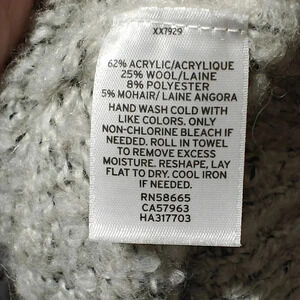 XX7929
62% ACRYLIC/ACRYLIQUE
25% WOOL/LAINE
8% POLYESTER
5% MOHAIR/ LAINE ANGORA
HAND WASH COLD WITH
LIKE COLORS. ONLY
NON-CHLORINE BLEACH IF
NEEDED. ROLL IN TOWEL
TO REMOVE EXCESS
MOISTURE. RESHAPE, LAY
FLAT TO DRY. COOL IRON
IF NEEDED
RN58665
CA57963
HA317703